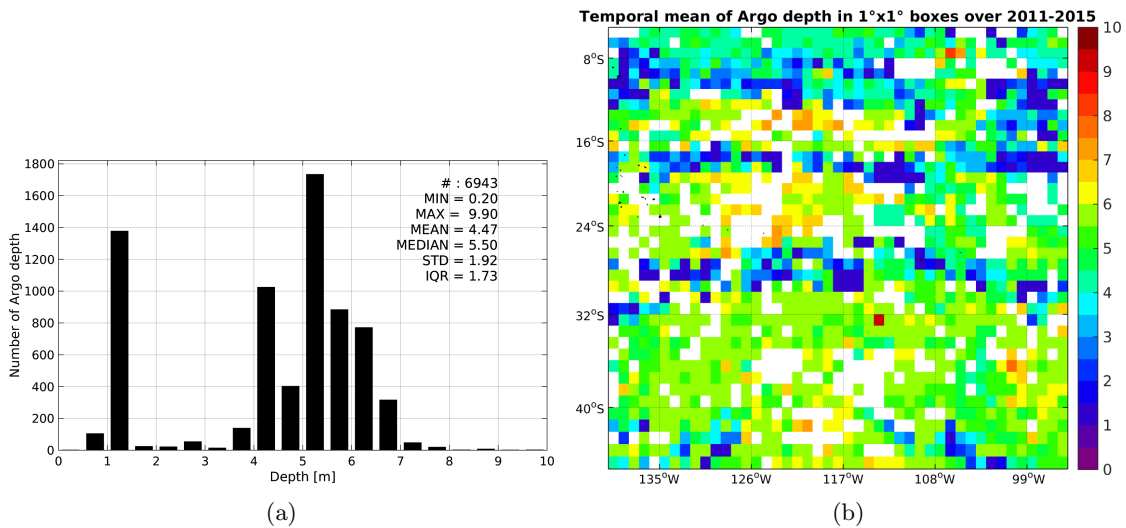 Temporal mean of Argo depth in 1°x1° boxes over 2011-2015
1800
1600
1400
1200
1000
800
600
400
200
0
Number of Argo depth
# : 6943
MIN = 0.20
MAX = 9.90
MEAN = 4.47
MEDIAN = 5.50
STD = 1.92
IQR = 1.73
0 1 2 3 4 5 6 7 8 9 10
Depth [m]
(a)
8°S
16°S
24°S
32°S
40°S
135°W 126°W 117°W 108°W 99°W
10
9
8
7
6
5
4
3
2
1
0
(b)